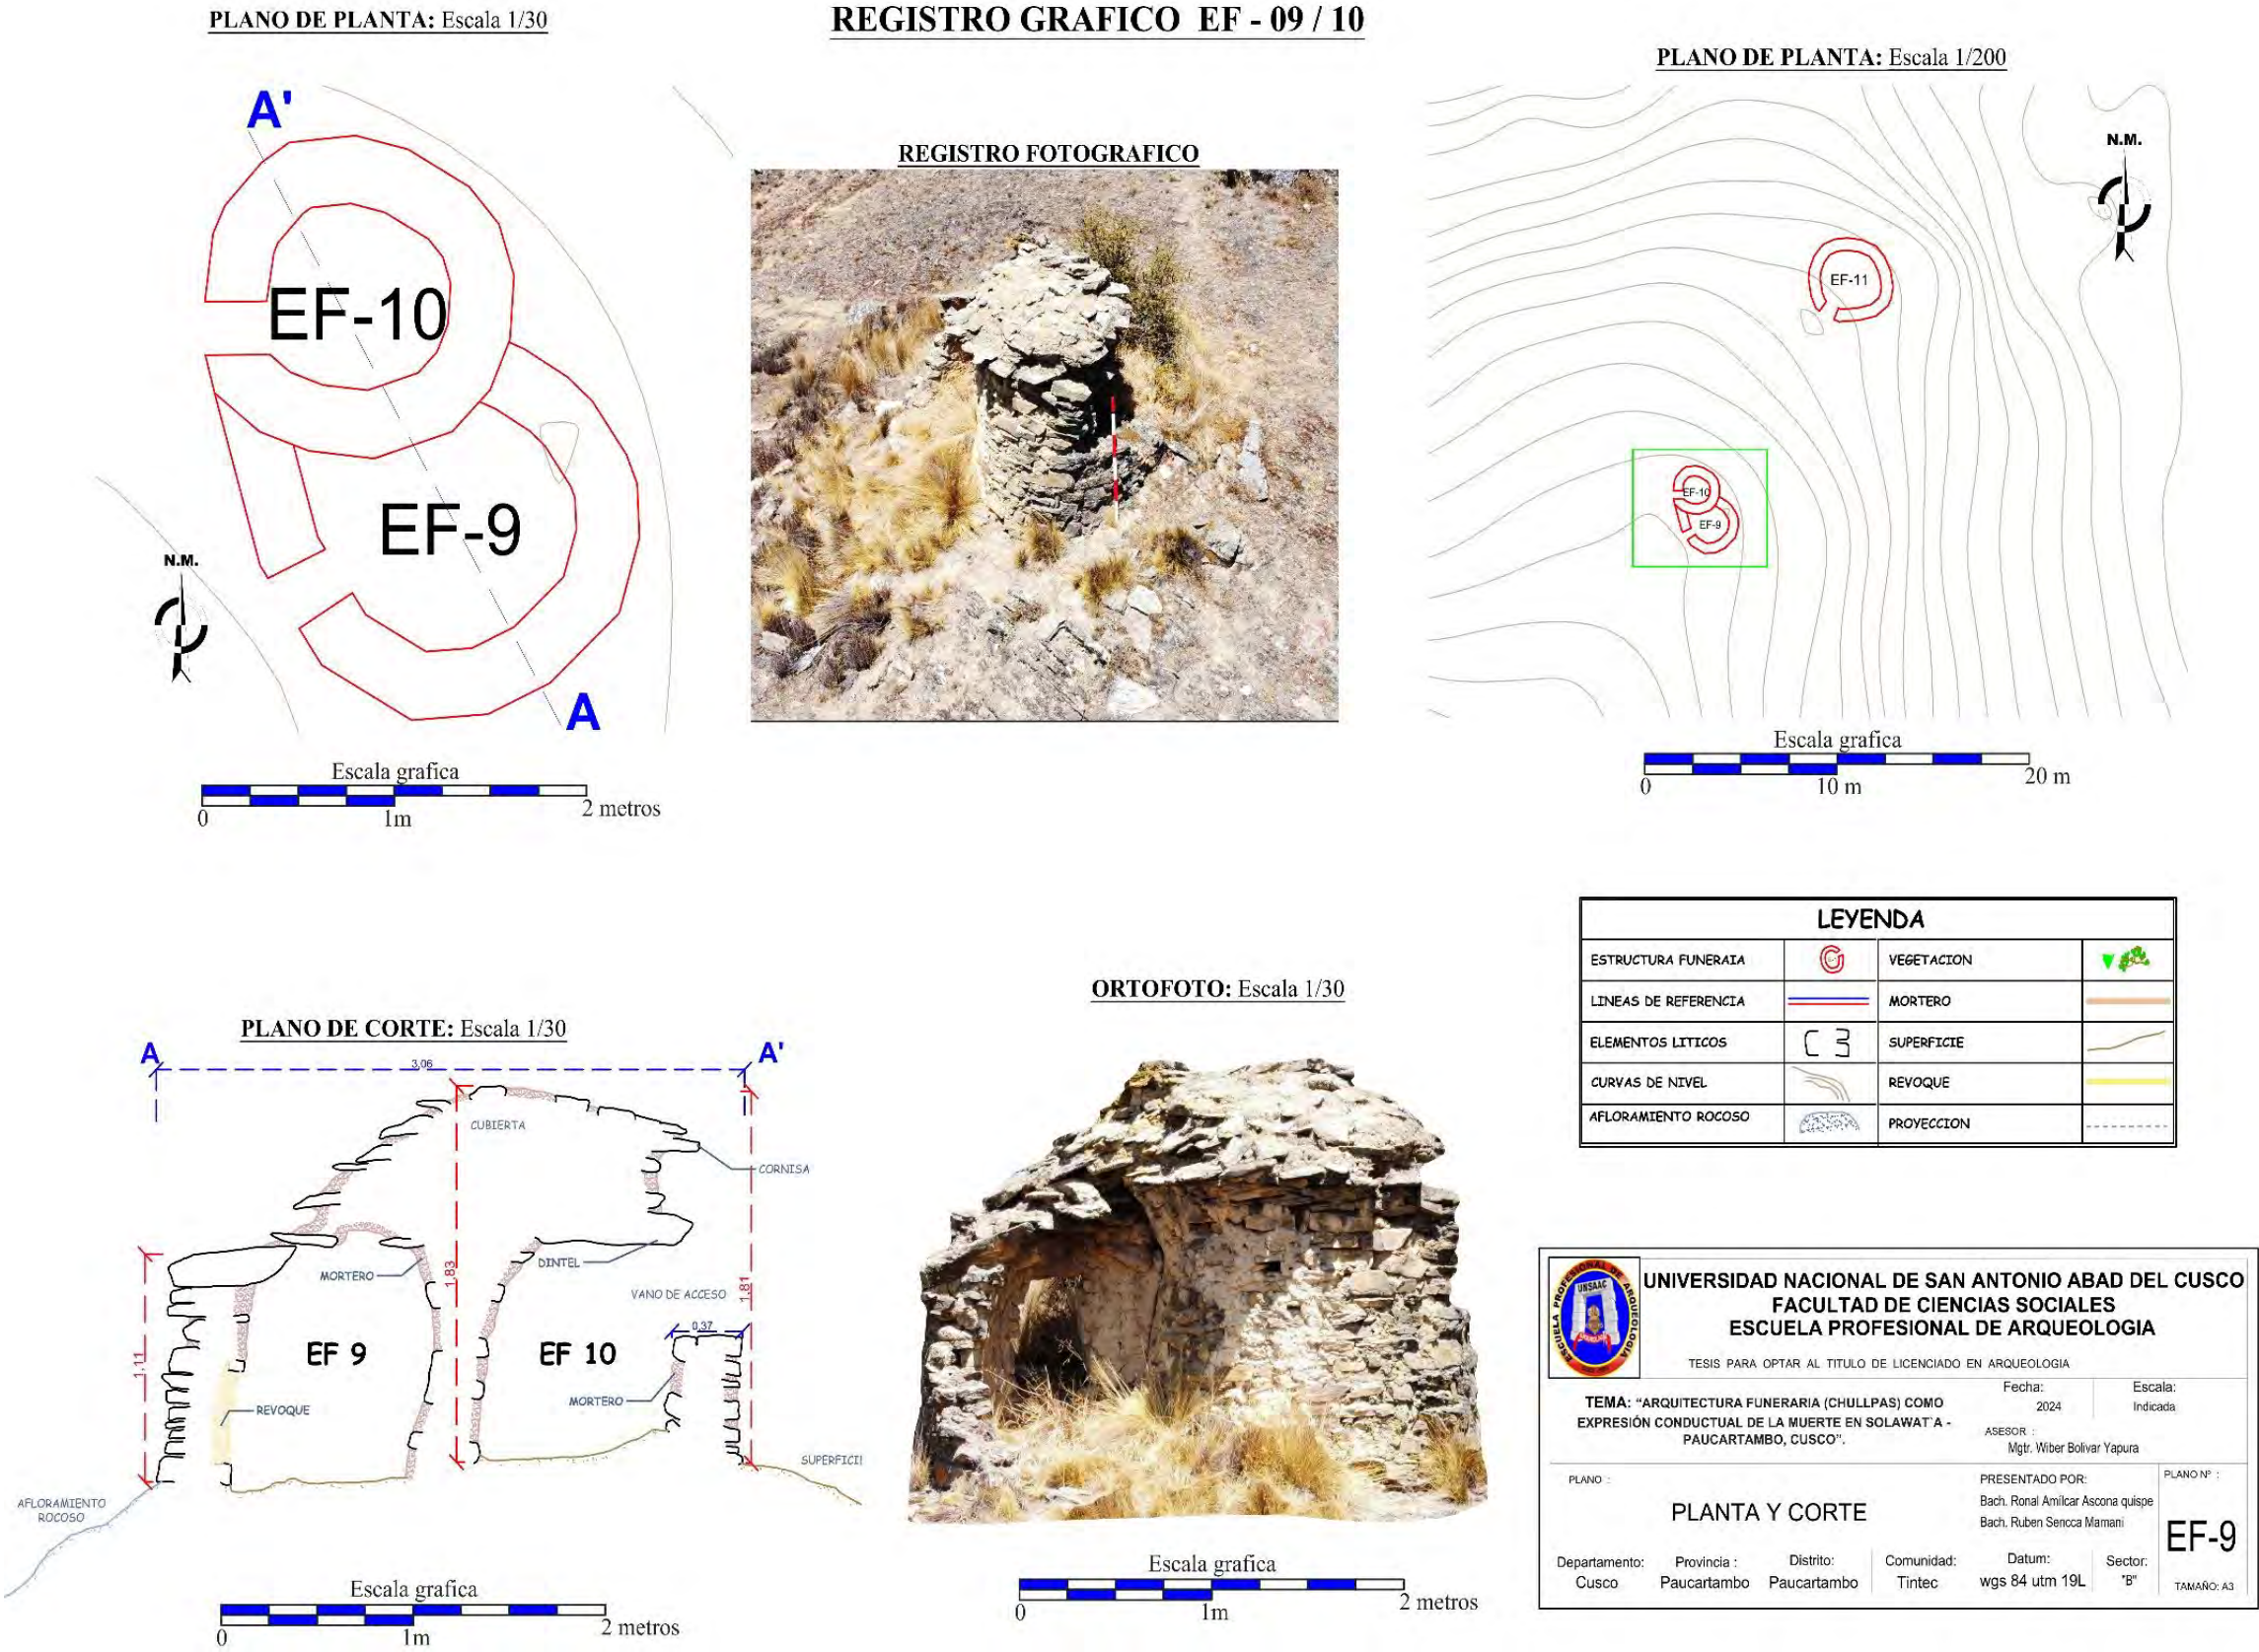 REGISTRO GRAFICO EF - 09 / 10
PLANO DE PLANTA: Escala 1/30
A'
EF-10
EF-9
N.M.
A
Escala grafica
0
1m
2 metros
REGISTRO FOTOGRAFICO
PLANO DE PLANTA: Escala 1/200
N.M.
EF-11
EF-10
EF-9
Escala grafica
0
10 m
20 m
PLANO DE CORTE: Escala 1/30
A
3,06
A'
CUBIERTA
CORNISA
MORTERO
1,83
DINTEL
VANO DE ACCESO
1,81
0,37
1,11
EF 9
EF 10
REVOQUE
MORTERO
SUPERFICI
AFLORAMIENTO
ROCOSO
Escala grafica
0
1m
2 metros
ORTOFOTO: Escala 1/30
Escala grafica
0
1m
2 metros
LEYENDA
ESTRUCTURA FUNERAIA
VEGETACION
LINEAS DE REFERENCIA
MORTERO
ELEMENTOS LITICOS
SUPERFICIE
CURVAS DE NIVEL
REVOQUE
AFLORAMIENTO ROCOSO
PROYECCION
ESCUELA PROFESIONAL DE ARQUEOLOGIA
UNSAAC
UNIVERSIDAD NACIONAL DE SAN ANTONIO ABAD DEL CUSCO
FACULTAD DE CIENCIAS SOCIALES
ESCUELA PROFESIONAL DE ARQUEOLOGIA
TESIS PARA OPTAR AL TITULO DE LICENCIADO EN ARQUEOLOGIA
TEMA: “ARQUITECTURA FUNERARIA (CHULLPAS) COMO
EXPRESIÓN CONDUCTUAL DE LA MUERTE EN SOLAWAT`A -
PAUCARTAMBO, CUSCO”.
Fecha:
2024
Escala:
Indicada
ASESOR :
Mgtr. Wiber Bolivar Yapura
PLANO :
PLANTA Y CORTE
PRESENTADO POR:
Bach. Ronal Amilcar Ascona quispe
Bach. Ruben Sencca Mamani
PLANO Nº :
EF-9
TAMAÑO: A3
Departamento:
Cusco
Provincia :
Paucartambo
Distrito:
Paucartambo
Comunidad:
Tintec
Datum:
wgs 84 utm 19L
Sector:
"B"